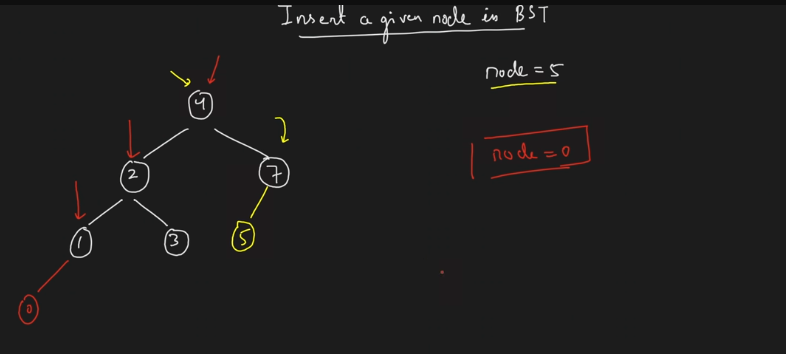 Insert a given node in BST
node = 5
4
node = 0
2
7
1
3
5
0